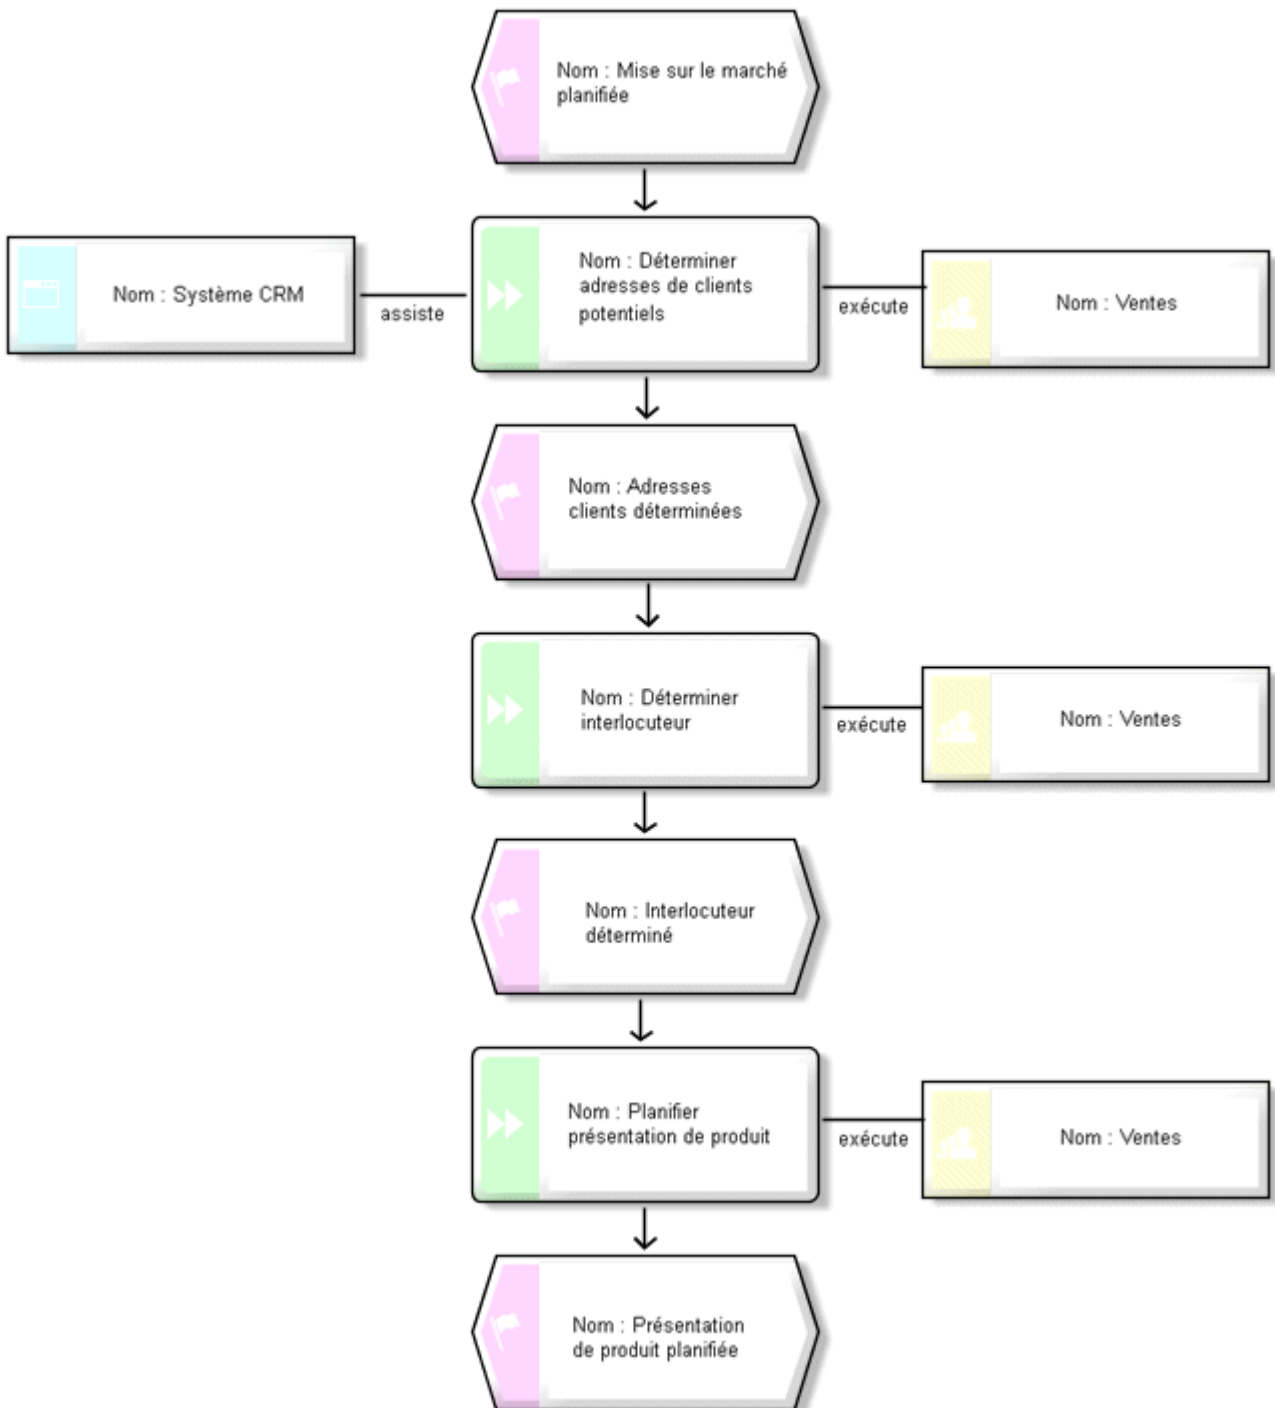 Nom : Mise sur le marché
planifiée
Nom : Système CRM
assiste
Nom : Déterminer
adresses de clients
potentiels
exécute
Nom : Ventes
Nom : Adresses
clients déterminées
Nom : Déterminer
interlocuteur
exécute
Nom : Ventes
Nom : Interlocuteur
déterminé
Nom : Planifier
présentation de produit
exécute
Nom : Ventes
Nom : Présentation
de produit planifiée